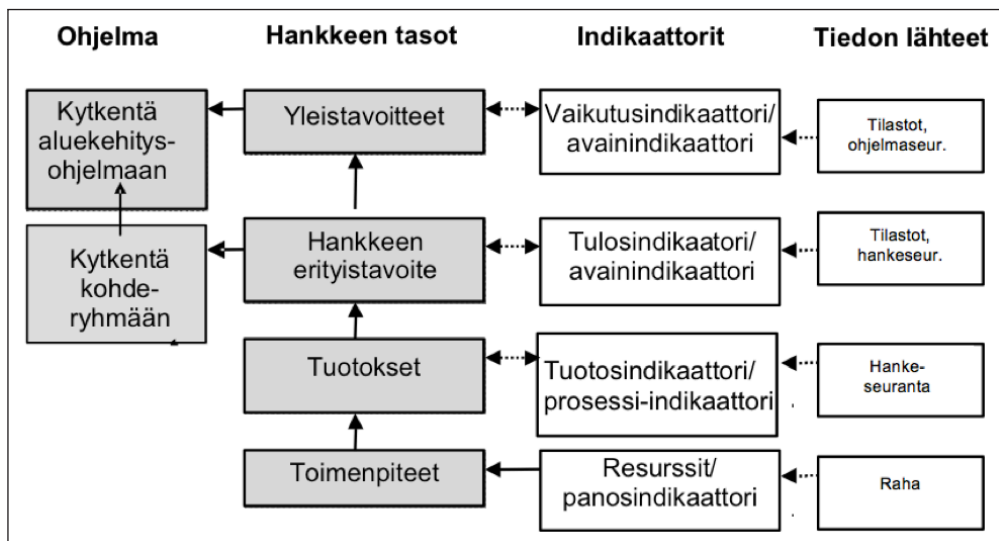 Ohjelma
Hankkeen tasot
Indikaattorit
Tiedon lähteet
Kytkentä
aluekehitys-
ohjelmaan
Yleistavoitteet
Vaikutusindikaattori/
avainindikaattori
Tilastot,
ohjelmaseur.
Kytkentä
kohde-
ryhmään
Hankkeen
erityistavoite
Tulosindikaatori/
avainindikaattori
Tilastot,
hankeseur.
Tuotokset
Tuotosindikaattori/
prosessi-indikaattori
Hanke-
seuranta
Toimenpiteet
Resurssit/
panosindikaattori
Raha